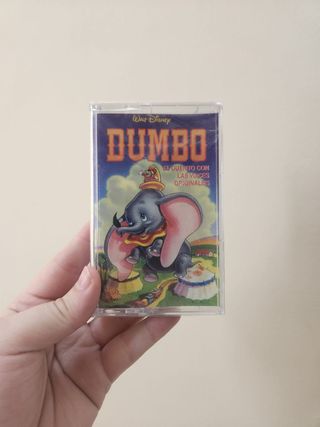 Walt Disney
DUMBO
EL CUENTO CON
LAS VOCES
ORIGINALES